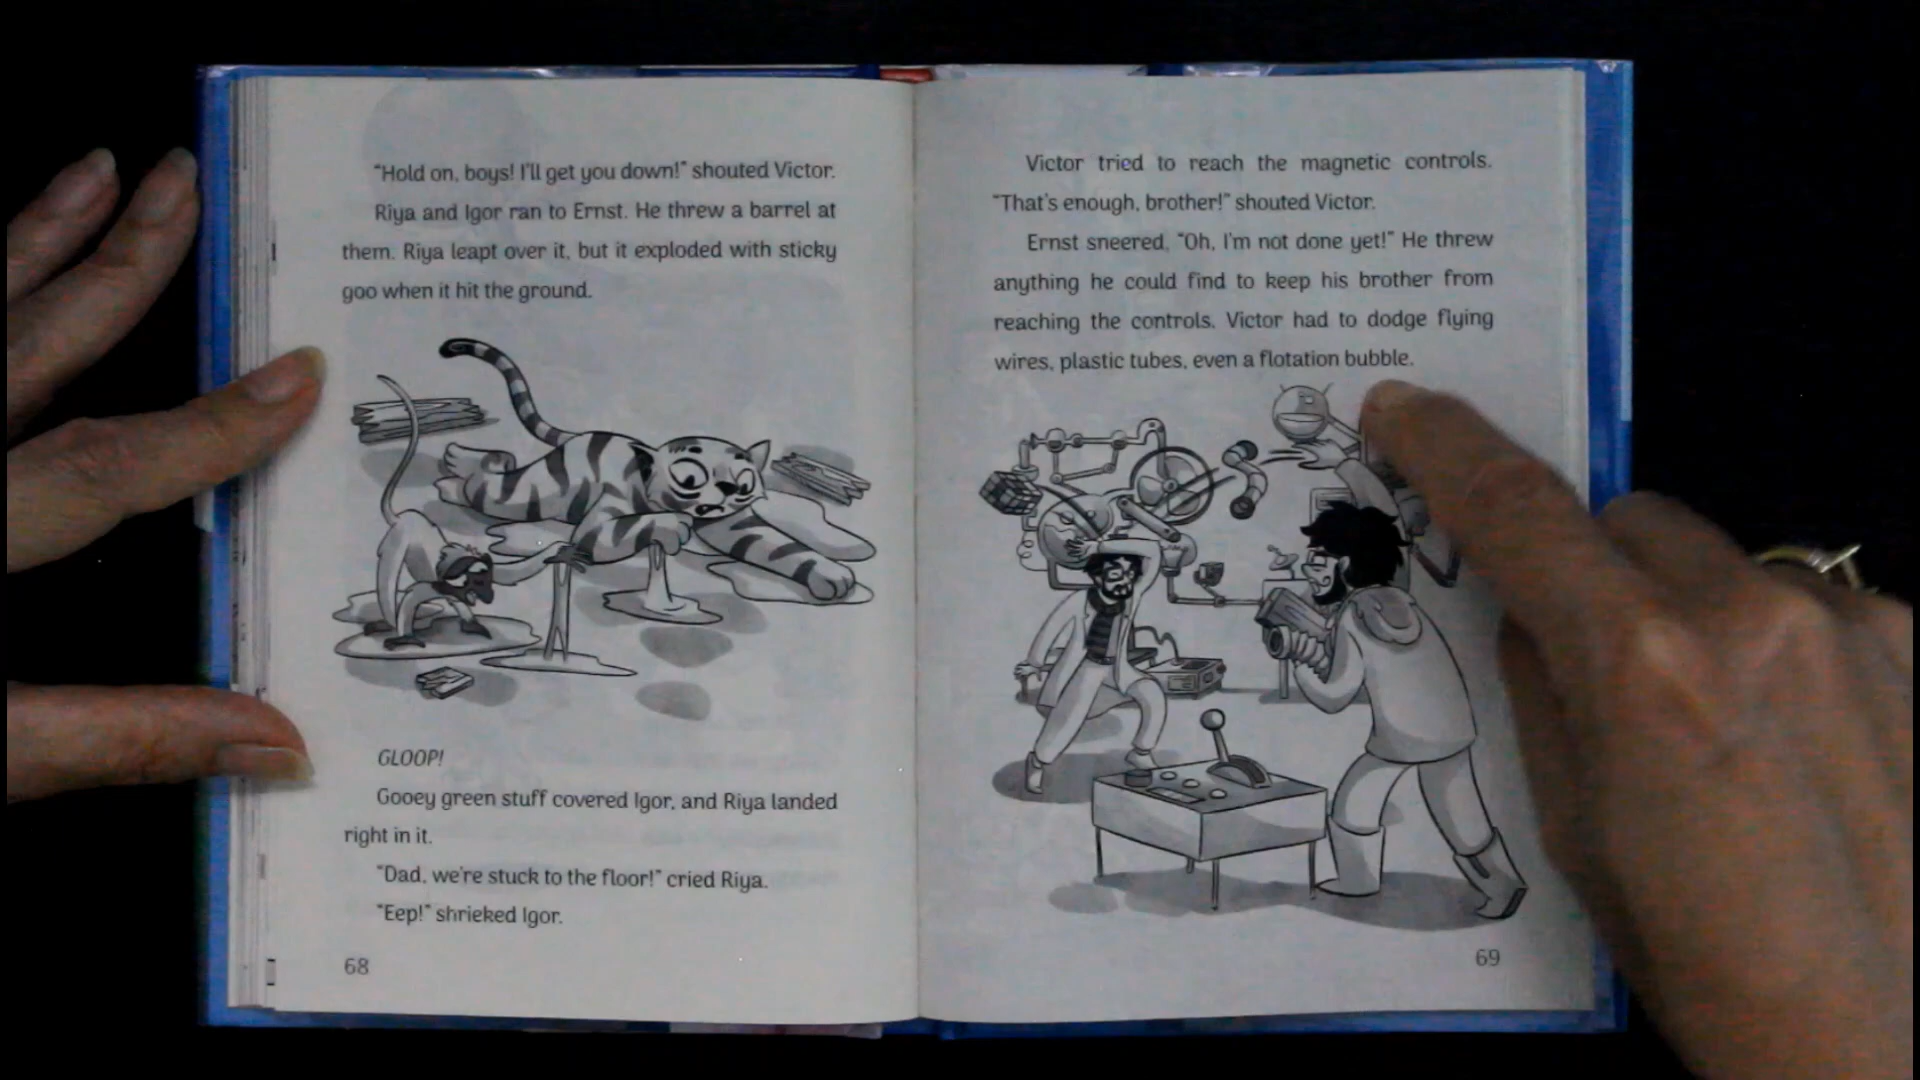 “Hold on, boys! I’ll get you down!” shouted Victor.
Riya and Igor ran to Ernst. He threw a barrel at
them. Riya leapt over it, but it exploded with sticky
goo when it hit the ground.
GLOOP!
Gooey green stuff covered Igor, and Riya landed
right in it.
“Dad, we’re stuck to the floor!” cried Riya.
“Eep!” shrieked Igor.
68
Victor tried to reach the magnetic controls.
“That’s enough, brother!” shouted Victor.
Ernst sneered, “Oh, I’m not done yet!” He threw
anything he could find to keep his brother from
reaching the controls. Victor had to dodge flying
wires, plastic tubes, even a flotation bubble.
69